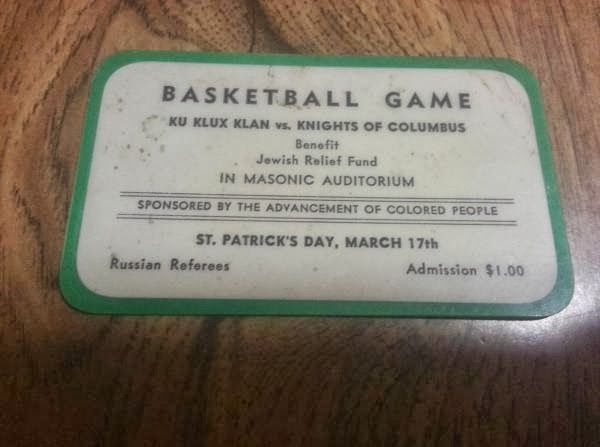 BASKETBALL GAME
KU KLUX KLAN vs. KNIGHTS OF COLUMBUS
Benefit
Jewish Relief Fund
IN MASONIC AUDITORIUM
SPONSORED BY THE ADVANCEMENT OF COLORED PEOPLE
ST. PATRICK'S DAY, MARCH 17th
Russian Referees Admission $1.00